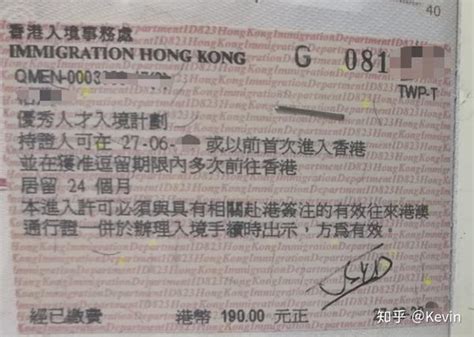 40
香港入境事務處
IMMIGRATION HONG KONG G 081
QMEN-0003
TWP-T
優秀人才入境計劃
持證人可在 27-06- 或以前首次進入香港
並在獲准逗留期限內多次前往香港
居留 24 個月
本進入許可必須與具有相關赴港簽注的有效往來港澳
通行證一併於辦理入境手續時出示，方為有效。
經已繳費 港幣 190.00 元正
知乎 @Kevin